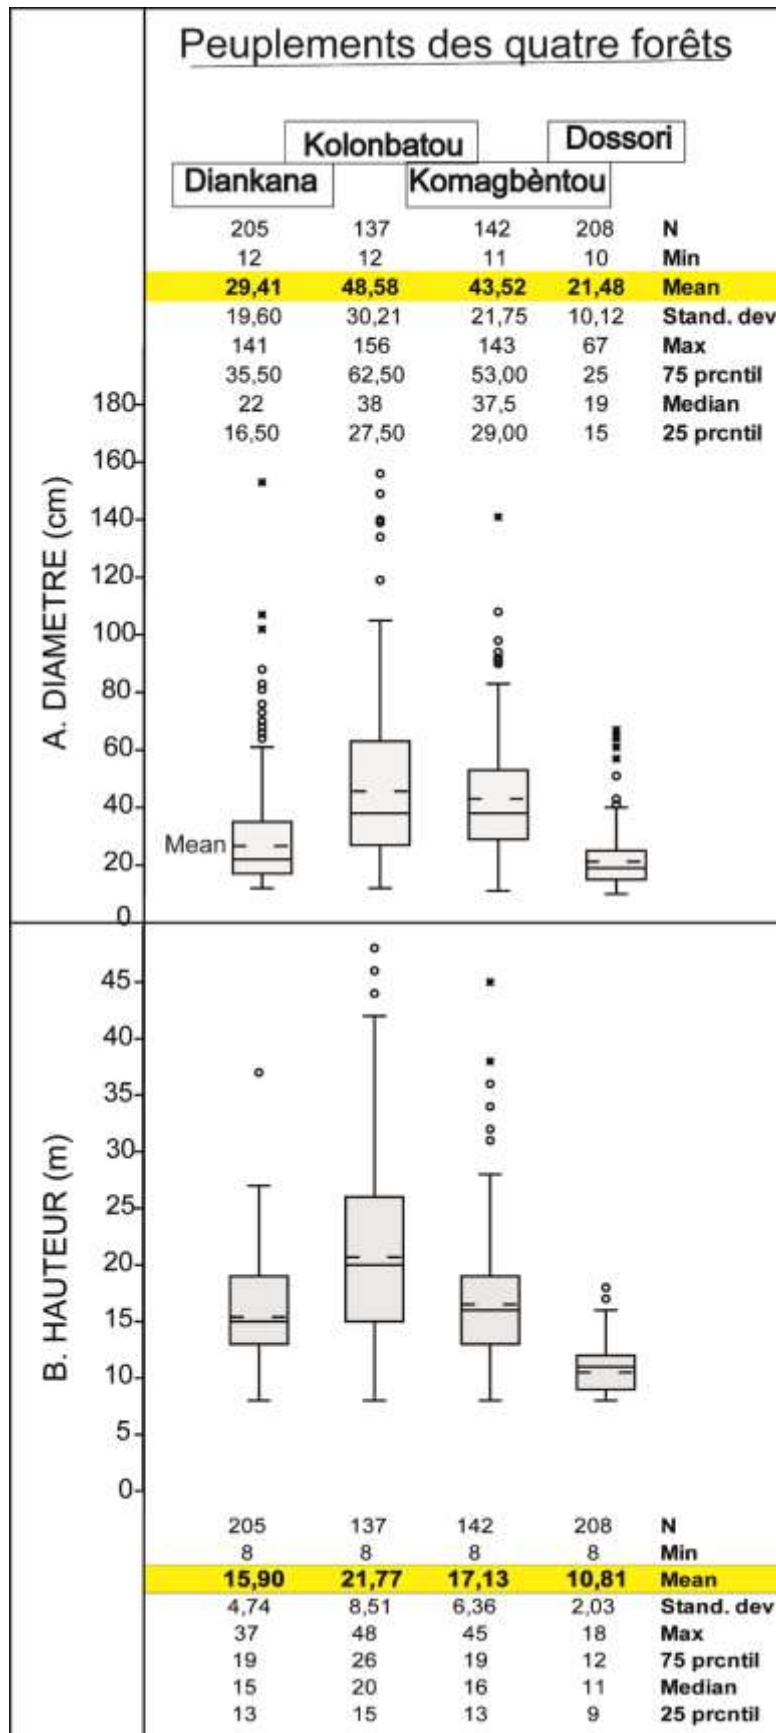 Peuplements des quatre forêts
Kolonbatou Dossori
Diankana Komagbèntou
205 137 142 208 N
12 12 11 10 Min
29,41 48,58 43,52 21,48 Mean
19,60 30,21 21,75 10,12 Stand. dev
141 156 143 67 Max
35,50 62,50 53,00 25 75 prcntil
22 38 37,5 19 Median
16,50 27,50 29,00 15 25 prcntil
A. DIAMETRE (cm)
180
160
140
120
100
80
60
40
20
0
Mean
B. HAUTEUR (m)
45
40
35
30
25
20
15
10
5
0
205 137 142 208 N
8 8 8 8 Min
15,90 21,77 17,13 10,81 Mean
4,74 8,51 6,36 2,03 Stand. dev
37 48 45 18 Max
19 26 19 12 75 prcntil
15 20 16 11 Median
13 15 13 9 25 prcntil